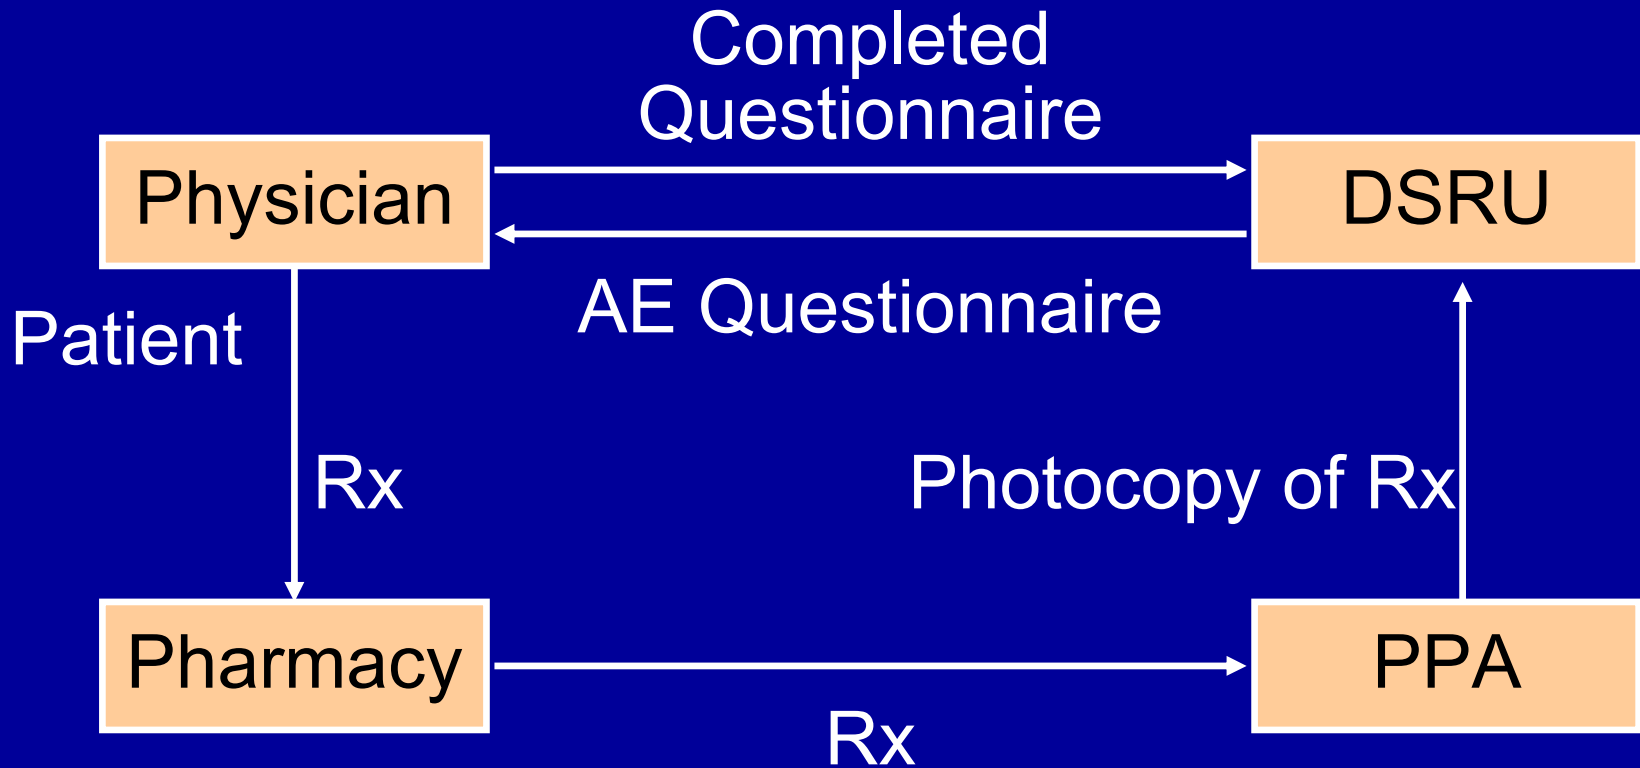 Completed
Questionnaire
Physician
DSRU
AE Questionnaire
Patient
Rx
Photocopy of Rx
Pharmacy
PPA
Rx